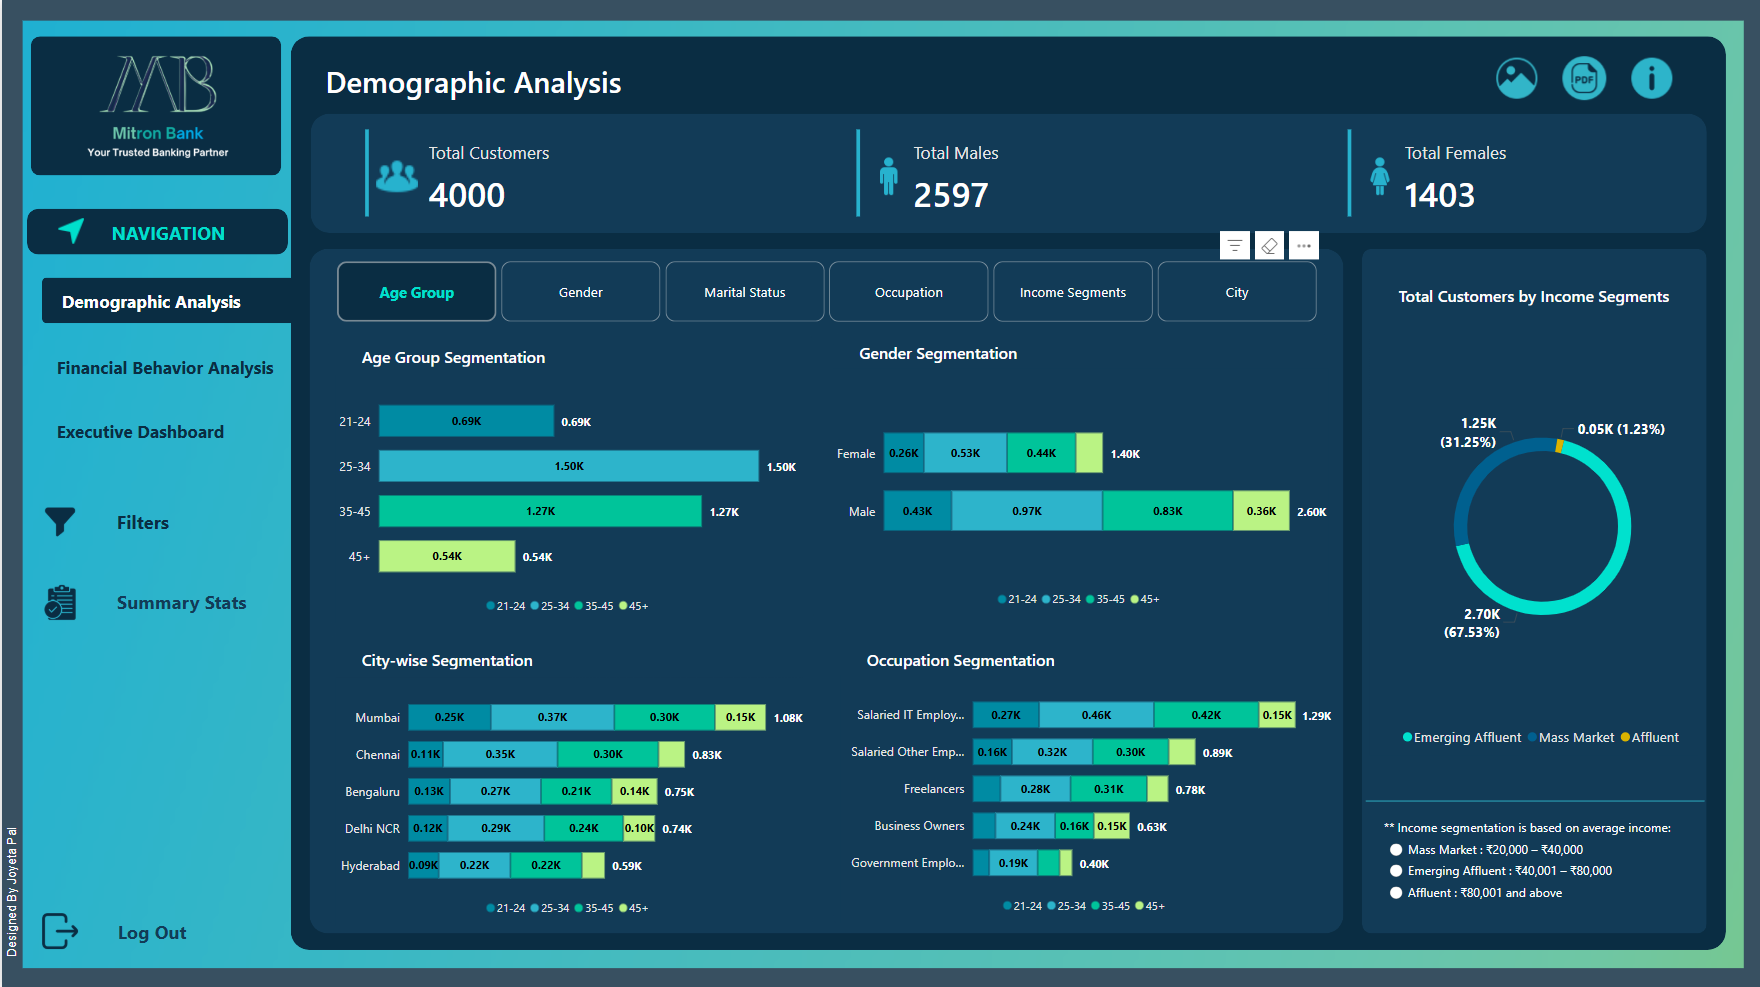 MB
Mitron Bank
Your Trusted Banking Partner
NAVIGATION
Demographic Analysis
Financial Behavior Analysis
Executive Dashboard
Filters
Summary Stats
Log Out
Designed By Joyeta Pal
Demographic Analysis
PDF
i
Total Customers
4000
Total Males
2597
Total Females
1403
Age Group
Gender
Marital Status
Occupation
Income Segments
City
Age Group Segmentation
21-24 0.69K 0.69K
25-34 1.50K 1.50K
35-45 1.27K 1.27K
45+ 0.54K 0.54K
21-24 25-34 35-45 45+
Gender Segmentation
Female 0.26K 0.53K 0.44K 1.40K
Male 0.43K 0.97K 0.83K 0.36K 2.60K
21-24 25-34 35-45 45+
City-wise Segmentation
Mumbai 0.25K 0.37K 0.30K 0.15K 1.08K
Chennai 0.11K 0.35K 0.30K 0.83K
Bengaluru 0.13K 0.27K 0.21K 0.14K 0.75K
Delhi NCR 0.12K 0.29K 0.24K 0.10K 0.74K
Hyderabad 0.09K 0.22K 0.22K 0.59K
21-24 25-34 35-45 45+
Occupation Segmentation
Salaried IT Employ... 0.27K 0.46K 0.42K 0.15K 1.29K
Salaried Other Emp... 0.16K 0.32K 0.30K 0.89K
Freelancers 0.28K 0.31K 0.78K
Business Owners 0.24K 0.16K 0.15K 0.63K
Government Emplo... 0.19K 0.40K
21-24 25-34 35-45 45+
Total Customers by Income Segments
1.25K
(31.25%)
0.05K (1.23%)
2.70K
(67.53%)
Emerging Affluent Mass Market Affluent
** Income segmentation is based on average income:
Mass Market : ₹20,000 – ₹40,000
Emerging Affluent : ₹40,001 – ₹80,000
Affluent : ₹80,001 and above